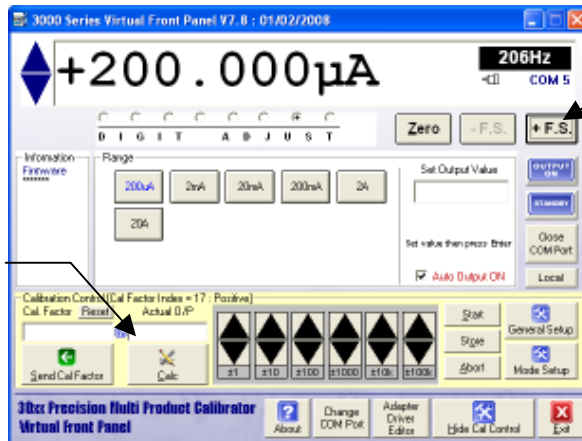 3000 Series Virtual Front Panel V7.8 : 01/02/2008
+200.000µA
206Hz
COM 5
DIGIT ADJUST
Zero
- F.S.
+ F.S.
Information
Firmware
Range
200uA
2mA
20mA
200mA
2A
20A
Set Output Value
Set value then press Enter
Auto Output ON
OUTPUT ON
STANDBY
Close COM Port
Local
Calibration Control (Cal Factor Index = 17 : Positive)
Cal. Factor
Reset
Actual O/P
Send Cal Factor
Calc
±1
±10
±100
±1000
±10k
±100k
Start
Store
Abort
General Setup
Mode Setup
30xx Precision Multi Product Calibrator
Virtual Front Panel
About
Change COM Port
Adapter Driver Editor
Hide Cal Control
Exit